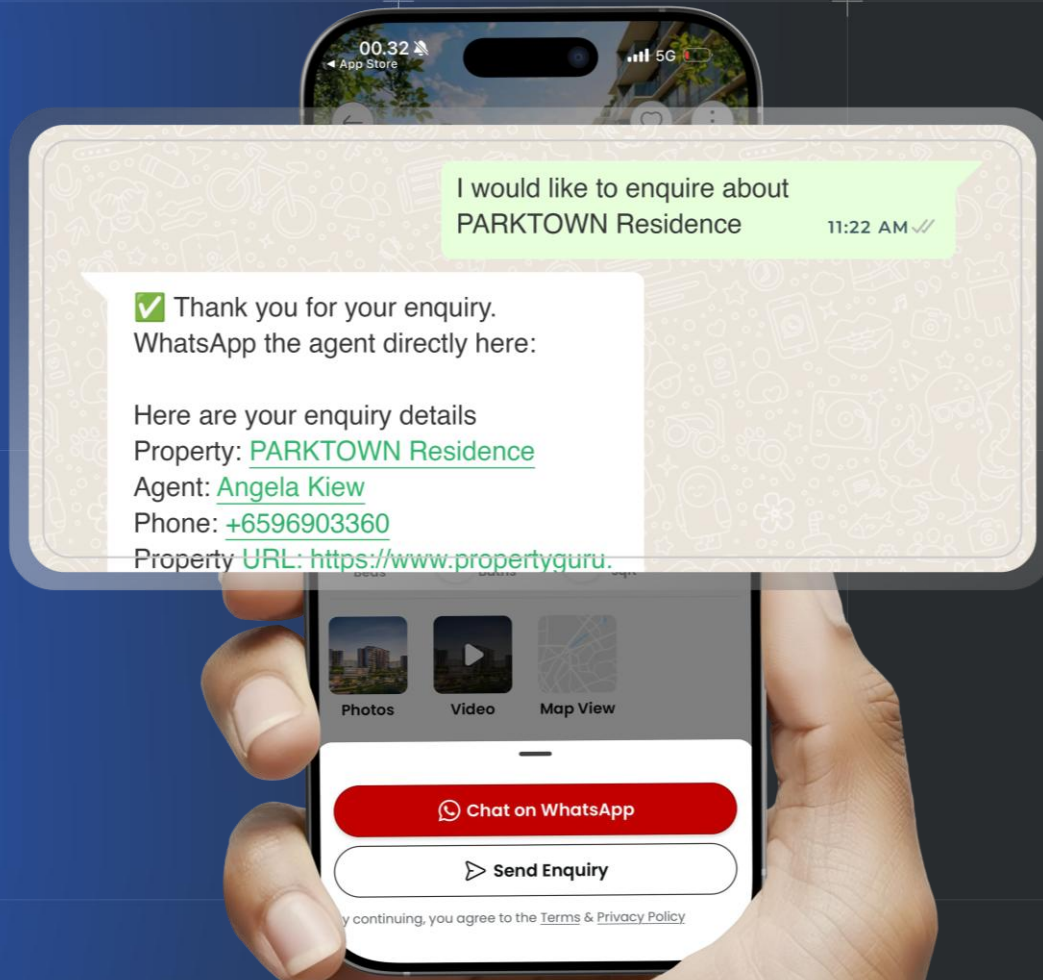 00.32
◀ App Store
5G
I would like to enquire about
PARKTOWN Residence
11:22 AM
✅ Thank you for your enquiry.
WhatsApp the agent directly here:
Here are your enquiry details
Property: PARKTOWN Residence
Agent: Angela Kiew
Phone: +6596903360
Property URL: https://www.propertyguru.
Beds Baths Sqft
Photos Video Map View
Chat on WhatsApp
Send Enquiry
y continuing, you agree to the Terms & Privacy Policy